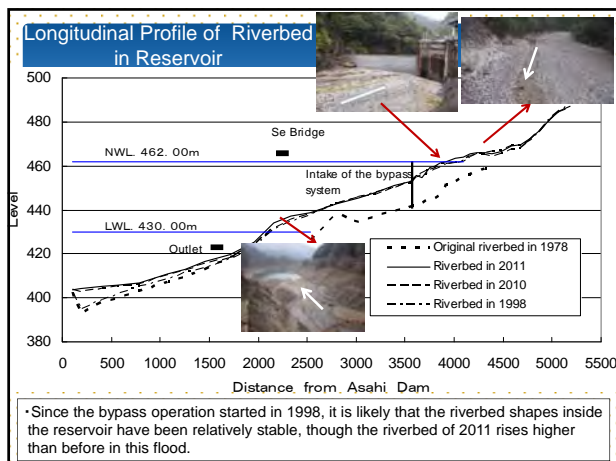 Longitudinal Profile of Riverbed
in Reservoir
500
480
460
440
420
400
380
Level
Se Bridge
NWL. 462. 00m
Intake of the bypass
system
LWL. 430. 00m
Outlet
Original riverbed in 1978
Riverbed in 2011
Riverbed in 2010
Riverbed in 1998
0
500
1000
1500
2000
2500
3000
3500
4000
4500
5000
5500
Distance from Asahi Dam
・Since the bypass operation started in 1998, it is likely that the riverbed shapes inside
the reservoir have been relatively stable, though the riverbed of 2011 rises higher
than before in this flood.